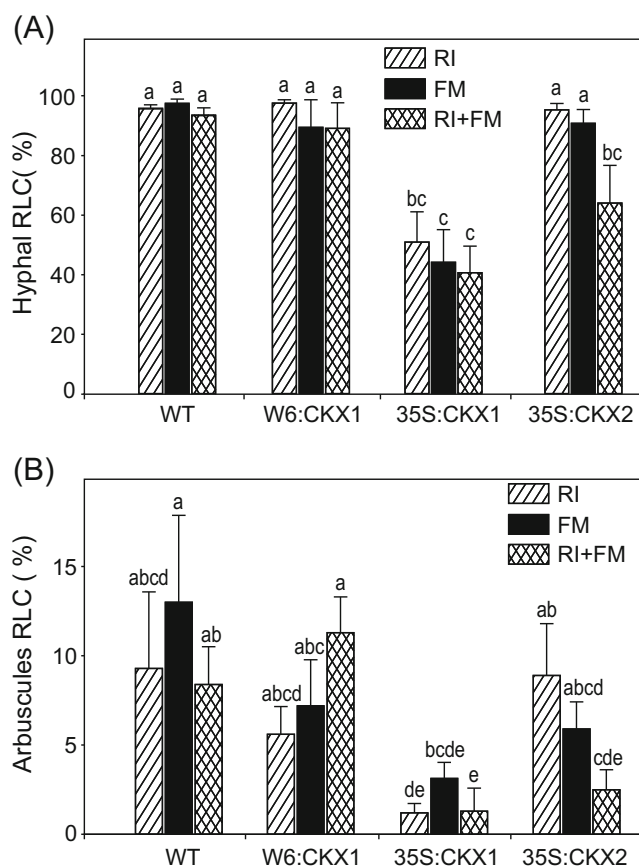 (A)
RI
FM
RI+FM
Hyphal RLC( %)
100
80
60
40
20
0
a a a
a a a
bc c c
a a bc
WT W6:CKX1 35S:CKX1 35S:CKX2
(B)
RI
FM
RI+FM
Arbuscules RLC ( %)
15
10
5
0
abcd a ab
abcd abc a
de bcde e
ab abcd cde
WT W6:CKX1 35S:CKX1 35S:CKX2